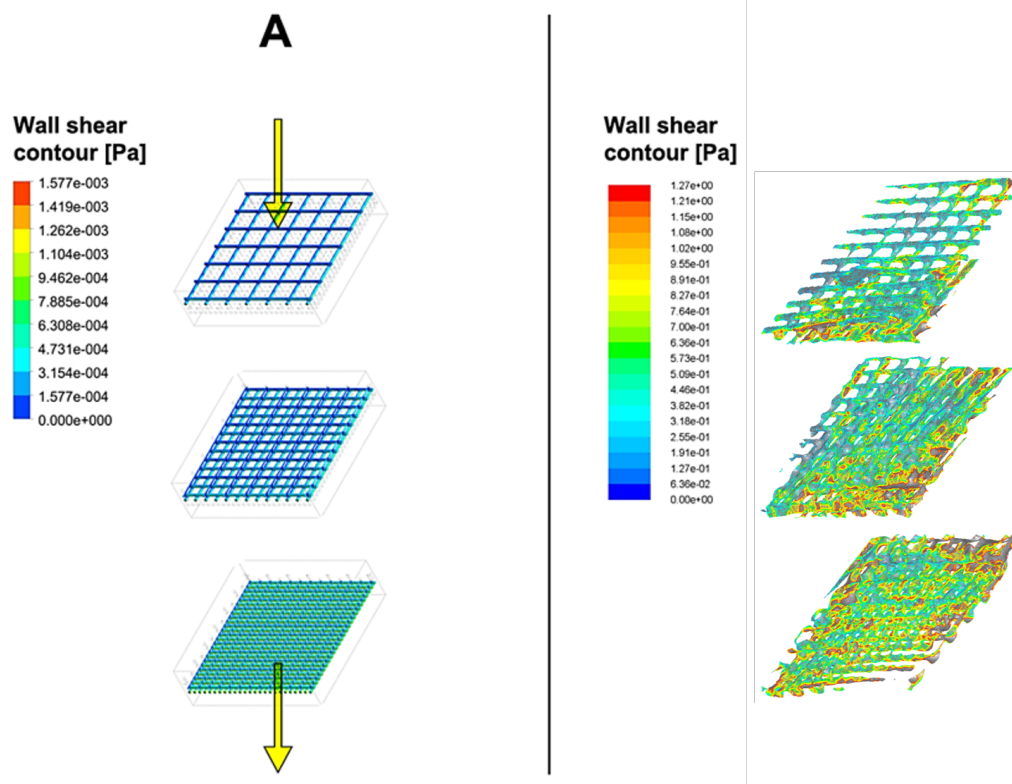 A
Wall shear
contour [Pa]
1.577e-003
1.419e-003
1.262e-003
1.104e-003
9.462e-004
7.885e-004
6.308e-004
4.731e-004
3.154e-004
1.577e-004
0.000e+000
Wall shear
contour [Pa]
1.27e+00
1.21e+00
1.15e+00
1.08e+00
1.02e+00
9.55e-01
8.91e-01
8.27e-01
7.64e-01
7.00e-01
6.36e-01
5.73e-01
5.09e-01
4.46e-01
3.82e-01
3.18e-01
2.55e-01
1.91e-01
1.27e-01
6.36e-02
0.00e+00